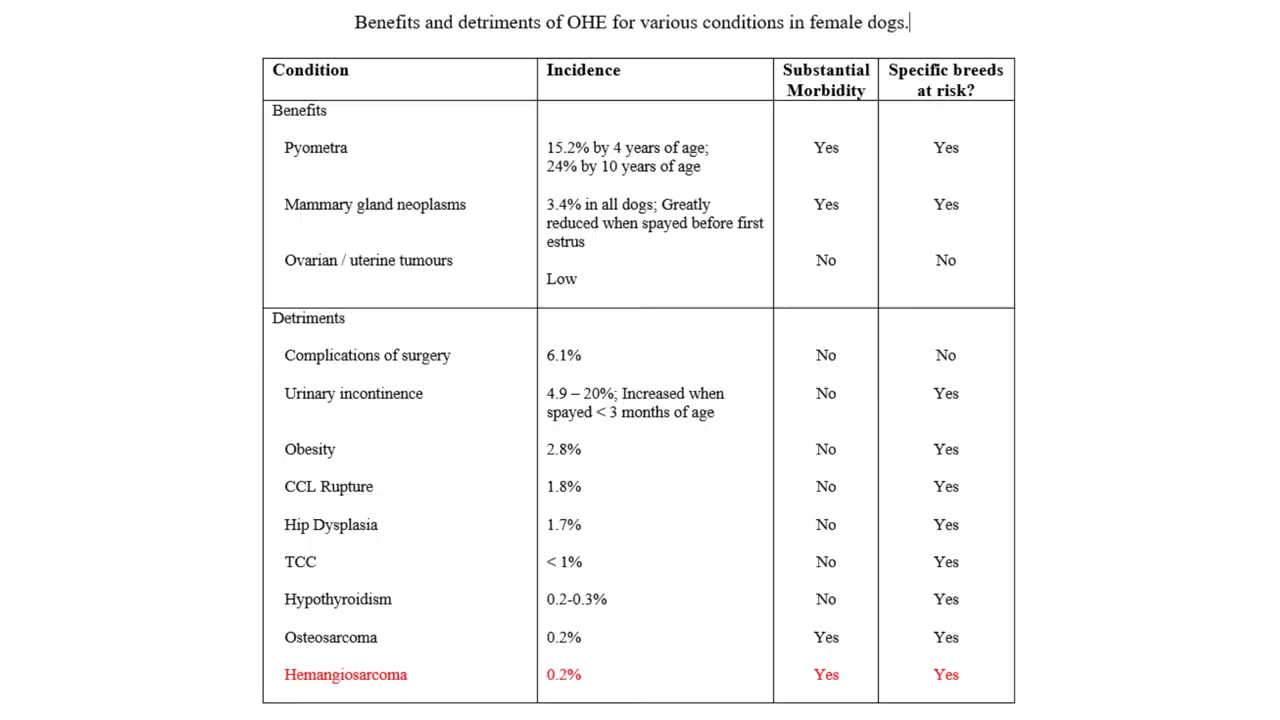 Benefits and detriments of OHE for various conditions in female dogs.
Condition Incidence Substantial Morbidity Specific breeds at risk?
Benefits
Pyometra 15.2% by 4 years of age; Yes Yes
24% by 10 years of age
Mammary gland neoplasms 3.4% in all dogs; Greatly Yes Yes
reduced when spayed before first
estrus
Ovarian / uterine tumours No No
Low
Detriments
Complications of surgery 6.1% No No
Urinary incontinence 4.9 – 20%; Increased when No Yes
spayed < 3 months of age
Obesity 2.8% No Yes
CCL Rupture 1.8% No Yes
Hip Dysplasia 1.7% No Yes
TCC < 1% No Yes
Hypothyroidism 0.2-0.3% No Yes
Osteosarcoma 0.2% Yes Yes
Hemangiosarcoma 0.2% Yes Yes